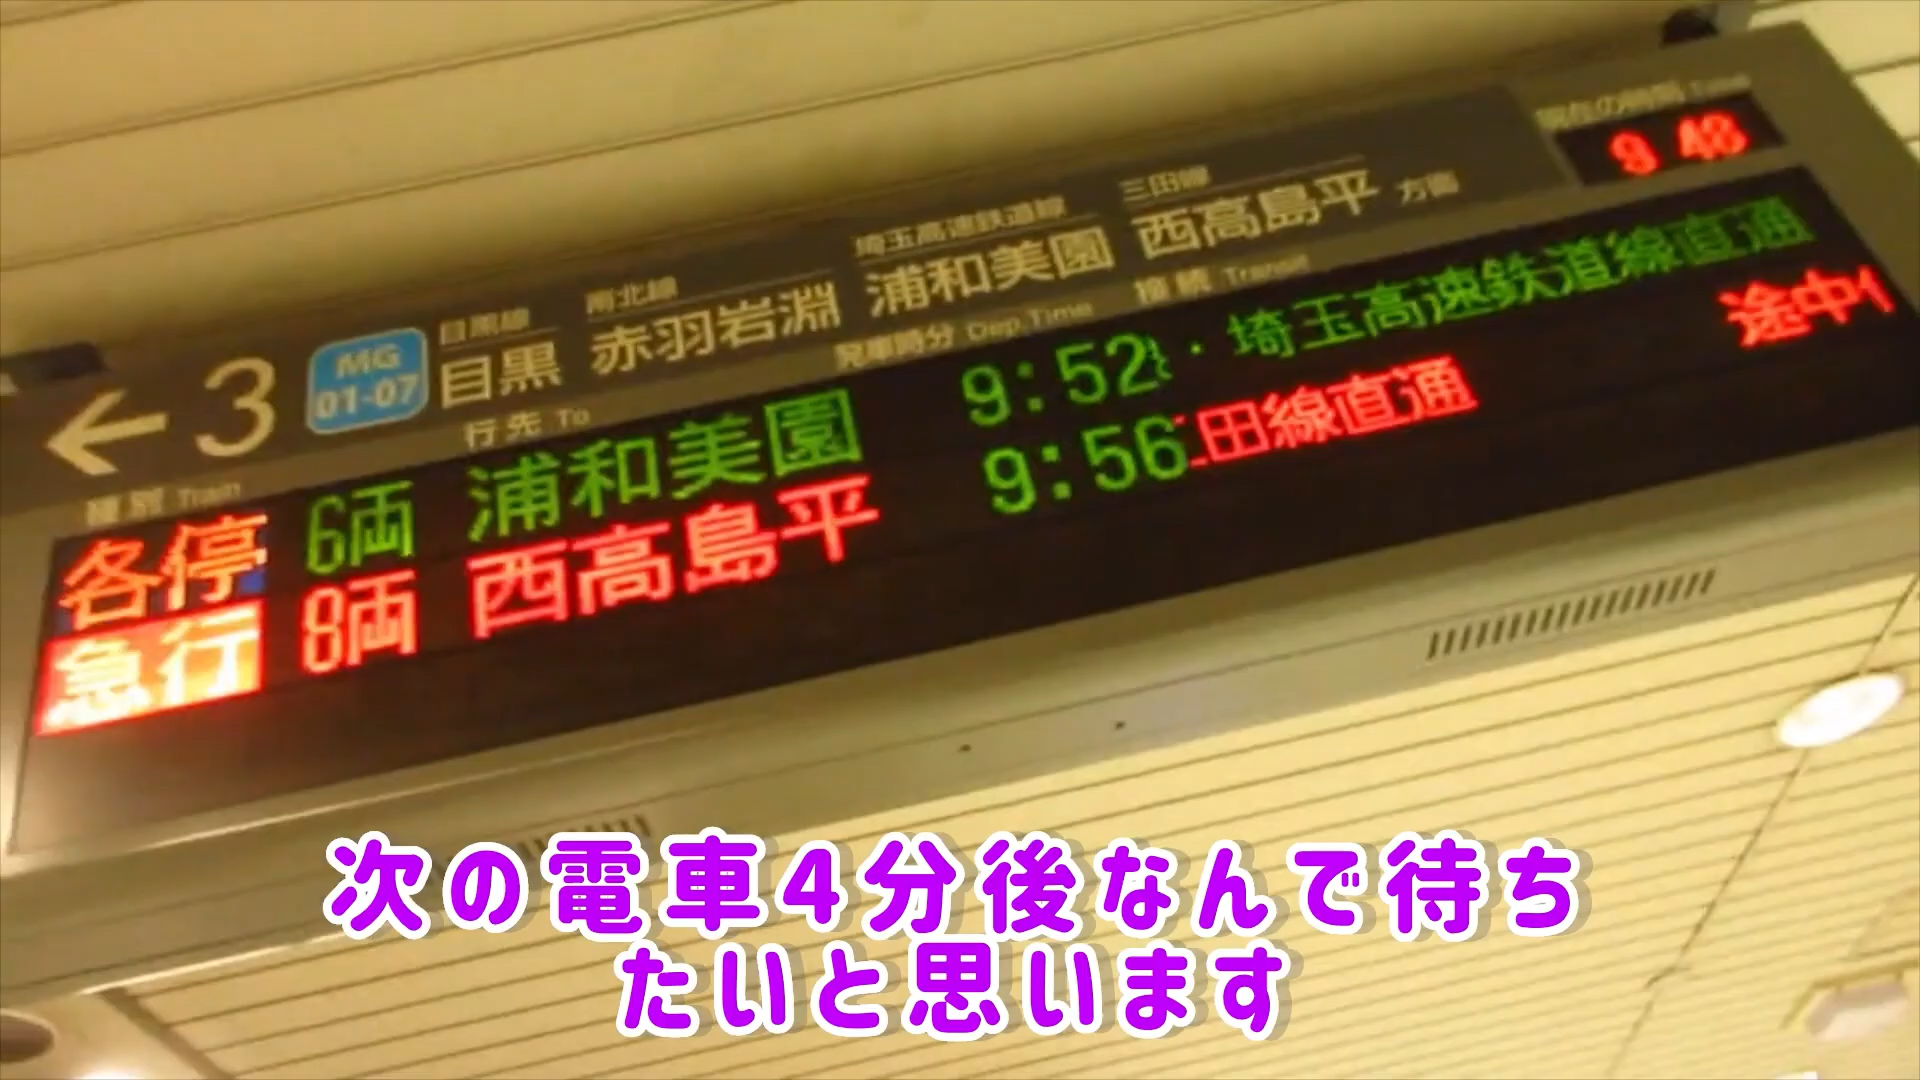 現在の時間 Time
9 48
目黒線 南北線 埼玉高速鉄道線 三田線
← 3 MG 01-07 目黒 赤羽岩淵 浦和美園 西高島平 方面
種別 Train 行先 To 発車時分 Dep.Time 接続 Transit
各停 6両 浦和美園 9:52 ・埼玉高速鉄道線直通
急行 8両 西高島平 9:56 田線直通 途中
次の電車4分後なんで待ち
たいと思います